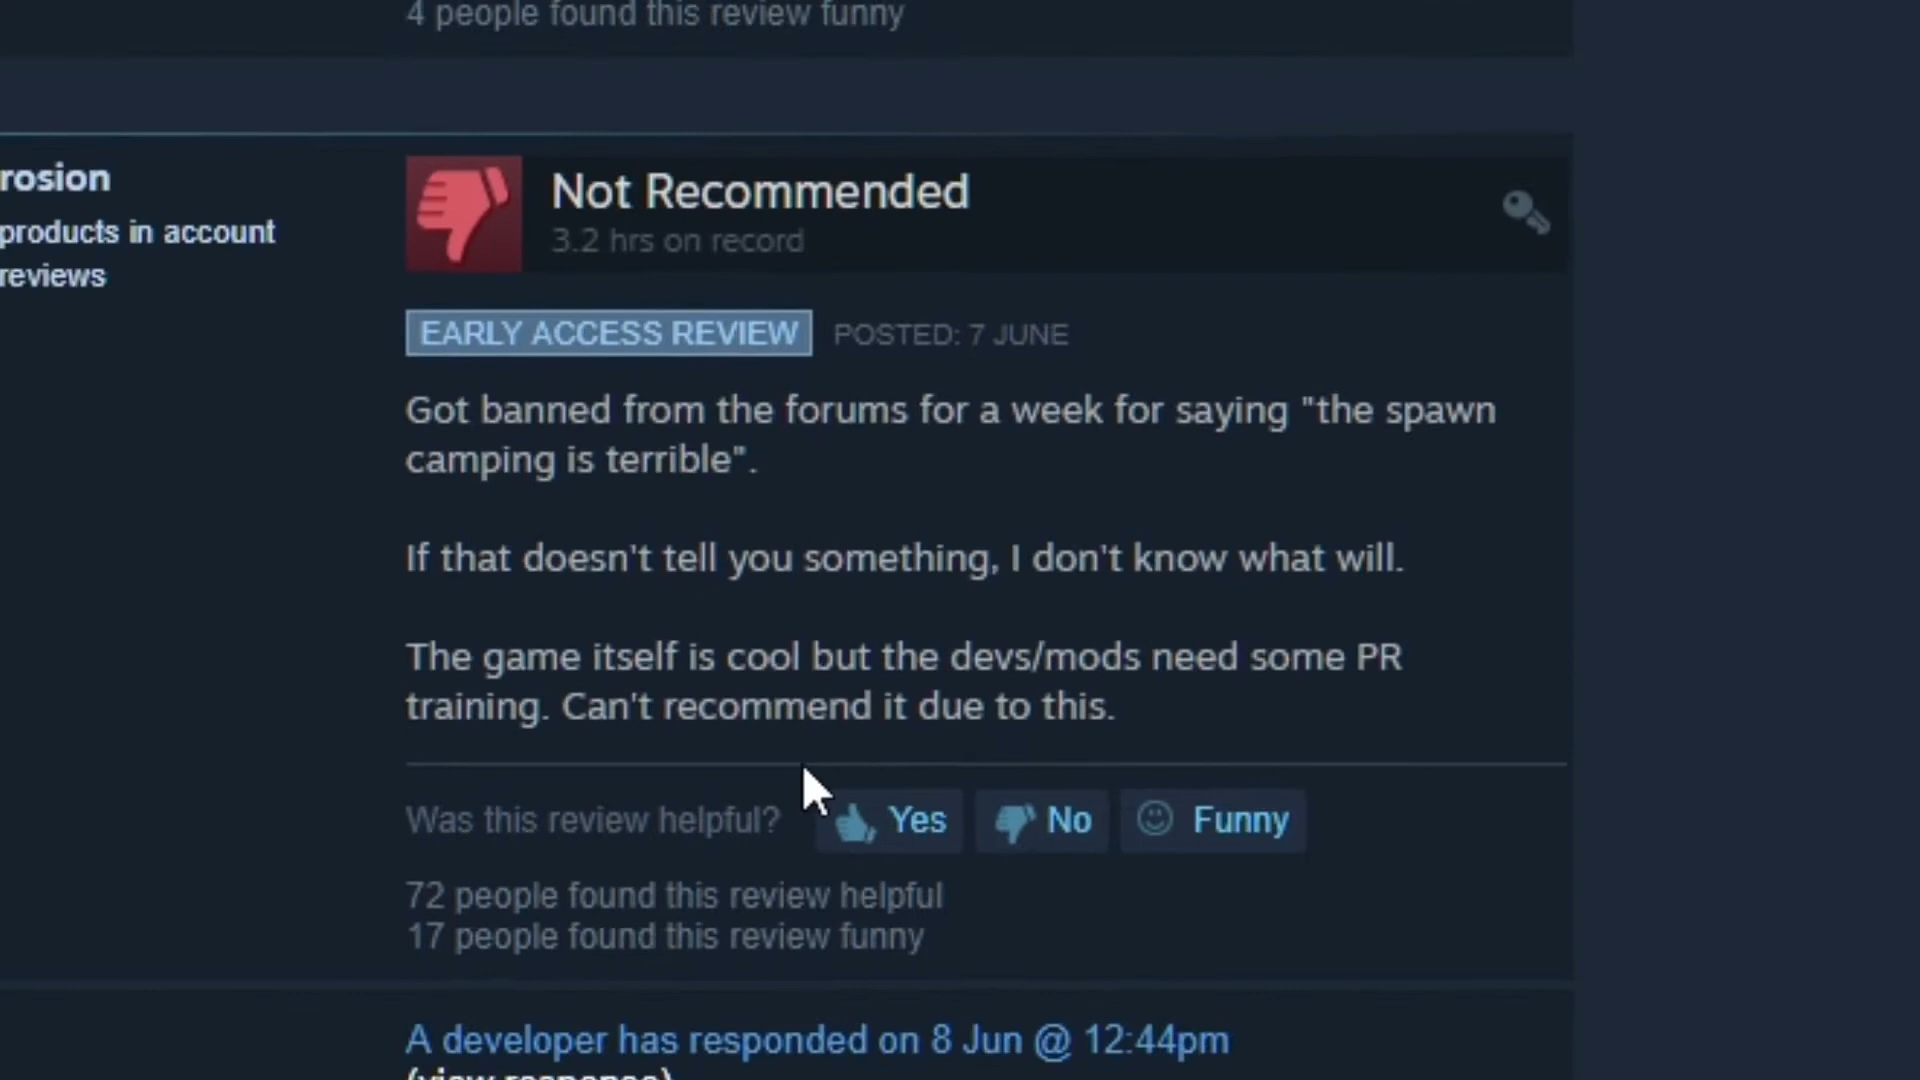 4 people found this review funny
rosion
products in account
reviews
Not Recommended
3.2 hrs on record
EARLY ACCESS REVIEW POSTED: 7 JUNE
Got banned from the forums for a week for saying "the spawn
camping is terrible".
If that doesn't tell you something, I don't know what will.
The game itself is cool but the devs/mods need some PR
training. Can't recommend it due to this.
Was this review helpful? Yes No Funny
72 people found this review helpful
17 people found this review funny
A developer has responded on 8 Jun @ 12:44pm
(view response)